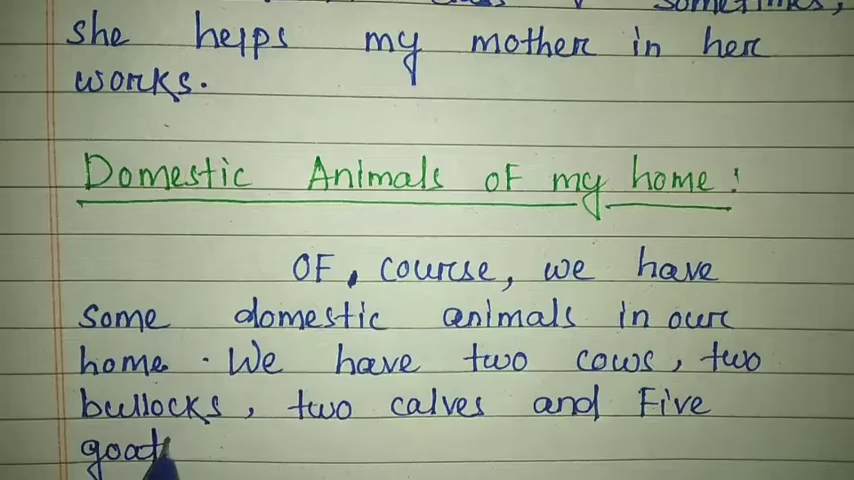 sometimes,
she helps my mother in her
works.
Domestic Animals of my home:
OF, course, we have
some domestic animals in our
home. We have two cows, two
bullocks, two calves and Five
goat